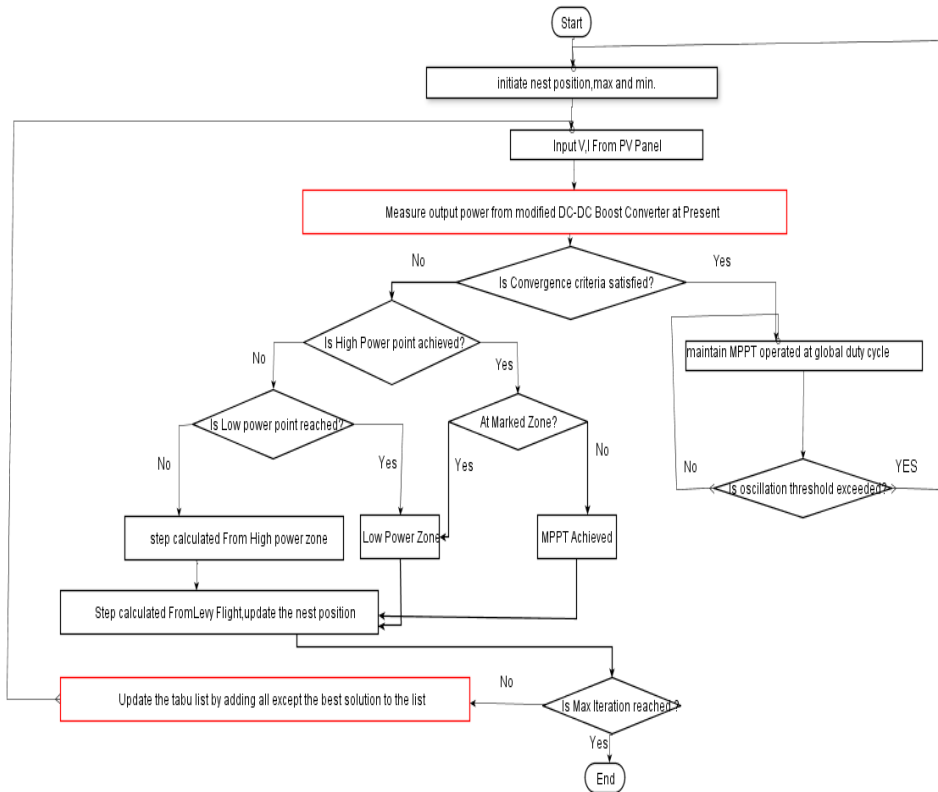 Start
initiate nest position,max and min.
Input V,I From PV Panel
Measure output power from modified DC-DC Boost Converter at Present
No
Is Convergence criteria satisfied?
Yes
Is High Power point achieved?
maintain MPPT operated at global duty cycle
No
Yes
Is Low power point reached?
At Marked Zone?
No
Yes
Yes
No
No
Is oscillation threshold exceeded?
YES
step calculated From High power zone
Low Power Zone
MPPT Achieved
Step calculated FromLevy Flight,update the nest position
Update the tabu list by adding all except the best solution to the list
No
Is Max Iteration reached ?
Yes
End